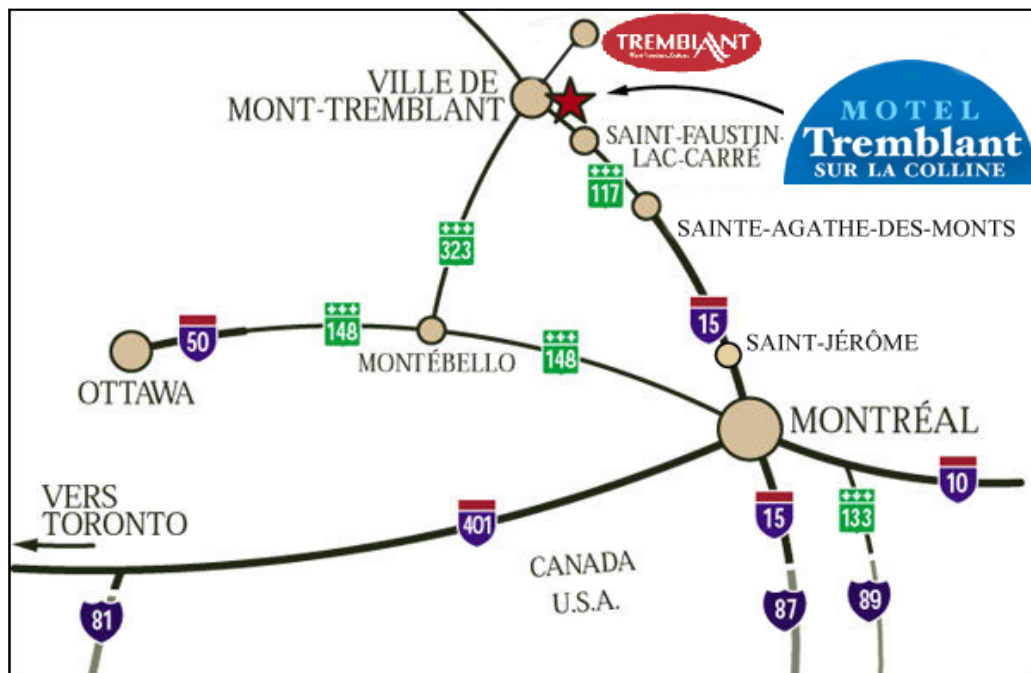 TREMBLANT
VILLE DE
MONT-TREMBLANT
MOTEL
Tremblant
SUR LA COLLINE
SAINT-FAUSTIN-
LAC-CARRÉ
117
SAINTE-AGATHE-DES-MONTS
323
15
50
148
148
SAINT-JÉRÔME
MONTÉBELLO
OTTAWA
MONTRÉAL
10
VERS
TORONTO
401
15
133
CANADA
U.S.A.
81
87
89